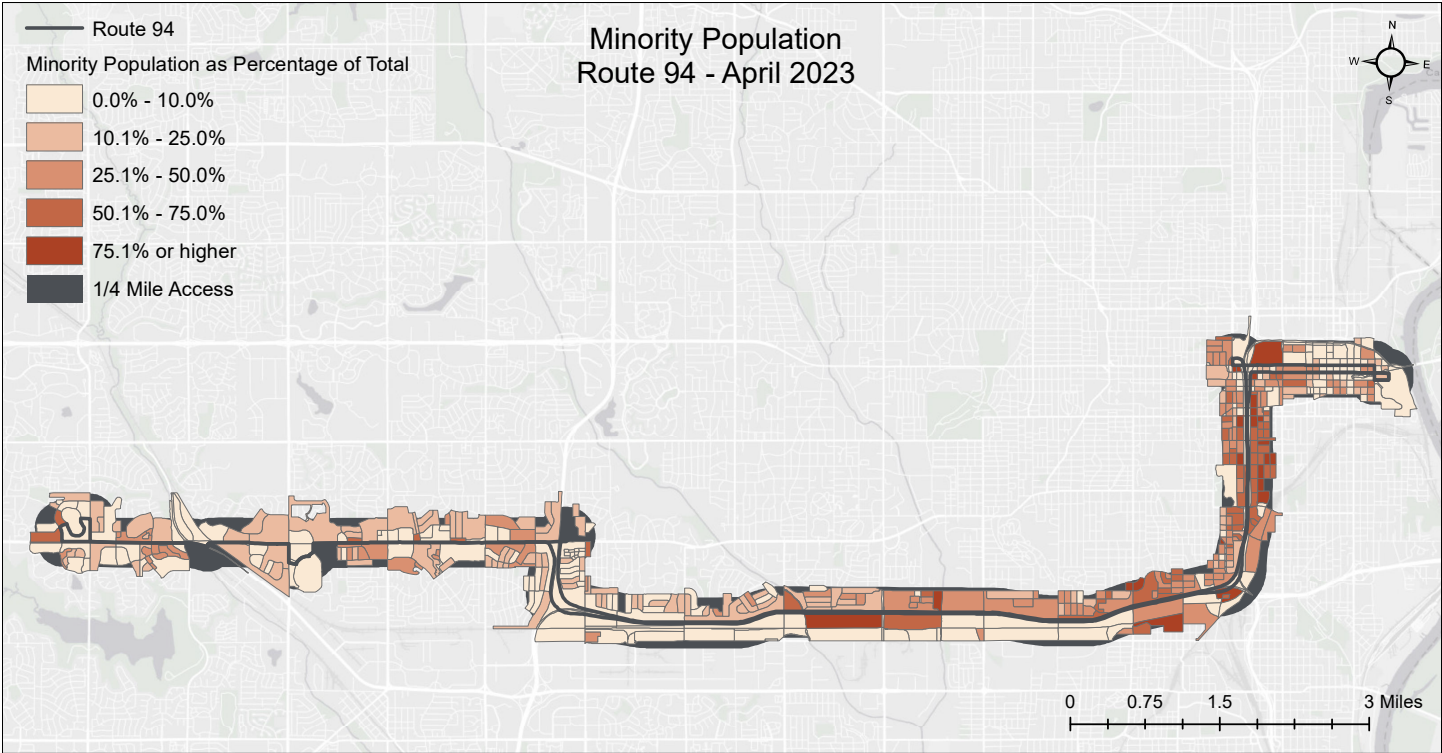 Minority Population
Route 94 - April 2023
Route 94
Minority Population as Percentage of Total
0.0% - 10.0%
10.1% - 25.0%
25.1% - 50.0%
50.1% - 75.0%
75.1% or higher
1/4 Mile Access
N
W E
S
0 0.75 1.5 3 Miles